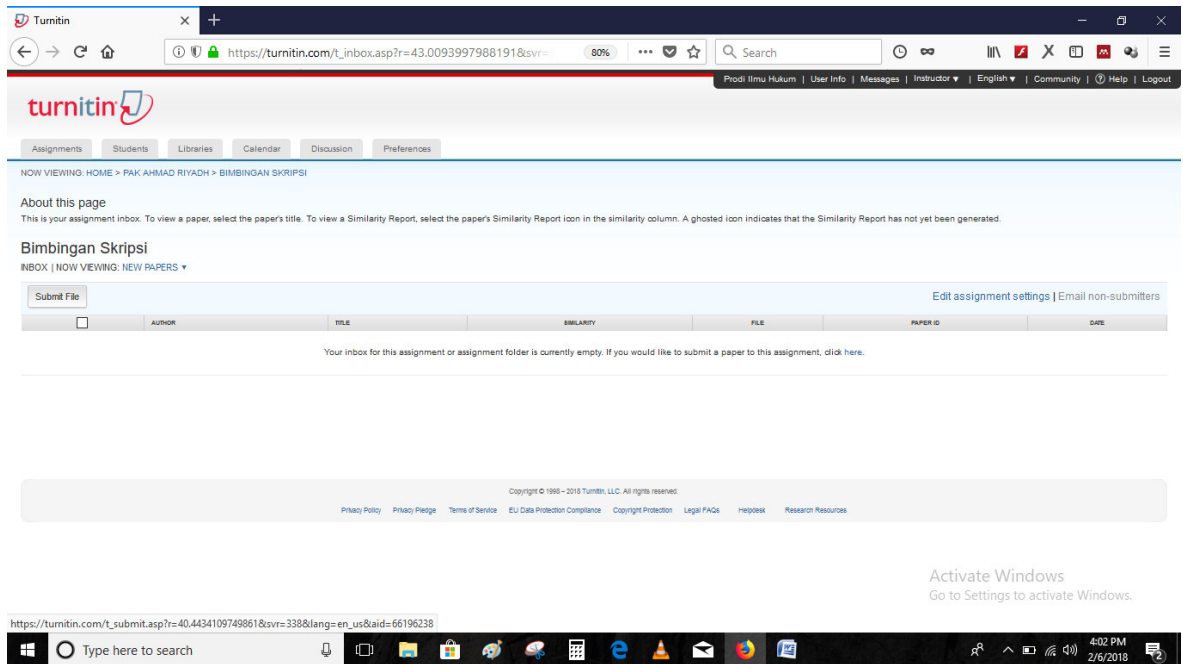 Turnitin
https://turnitin.com/t_inbox.asp?r=43.0093997988191&svr= 80% Search
Prodi Ilmu Hukum | User Info | Messages | Instructor ▼ | English ▼ | Community | ? Help | Logout
turnitin
Assignments Students Libraries Calendar Discussion Preferences
NOW VIEWING: HOME > PAK AHMAD RIYADH > BIMBINGAN SKRIPSI
About this page
This is your assignment inbox. To view a paper, select the paper's title. To view a Similarity Report, select the paper's Similarity Report icon in the similarity column. A ghosted icon indicates that the Similarity Report has not yet been generated.
Bimbingan Skripsi
INBOX | NOW VIEWING: NEW PAPERS ▼
Submit File Edit assignment settings | Email non-submitters
AUTHOR TITLE SIMILARITY FILE PAPER ID DATE
Your inbox for this assignment or assignment folder is currently empty. If you would like to submit a paper to this assignment, click here.
Copyright © 1998 – 2018 Turnitin, LLC. All rights reserved.
Privacy Policy Privacy Pledge Terms of Service EU Data Protection Compliance Copyright Protection Legal FAQs Helpdesk Research Resources
Activate Windows
Go to Settings to activate Windows.
https://turnitin.com/t_submit.asp?r=40.4434109749861&svr=338&lang=en_us&aid=66196238
Type here to search 4:02 PM
2/6/2018
2